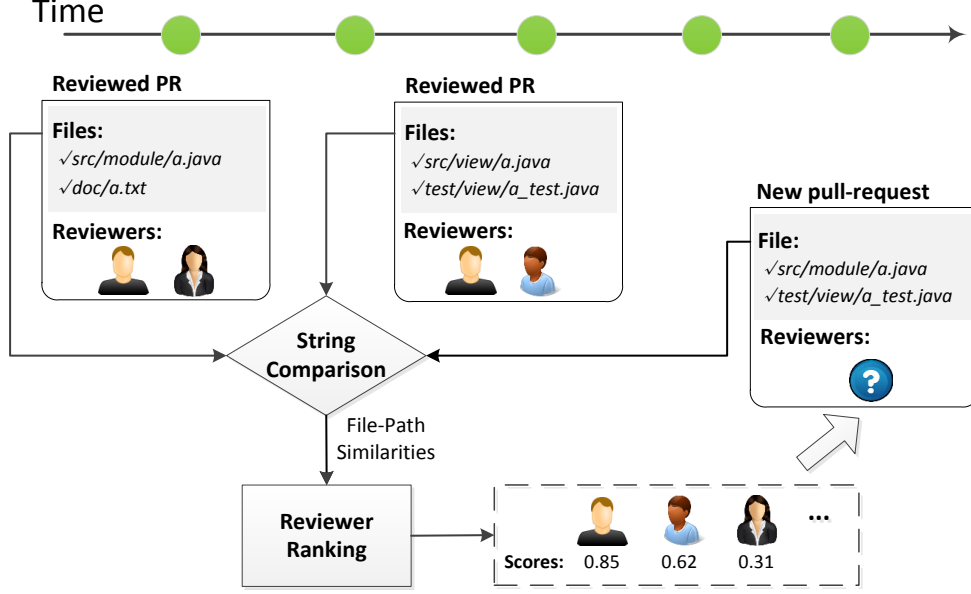 Time
Reviewed PR
Files:
✓src/module/a.java
✓doc/a.txt
Reviewers:
Reviewed PR
Files:
✓src/view/a.java
✓test/view/a_test.java
Reviewers:
New pull-request
File:
✓src/module/a.java
✓test/view/a_test.java
Reviewers:
?
String
Comparison
File-Path
Similarities
Reviewer
Ranking
...
Scores: 0.85 0.62 0.31